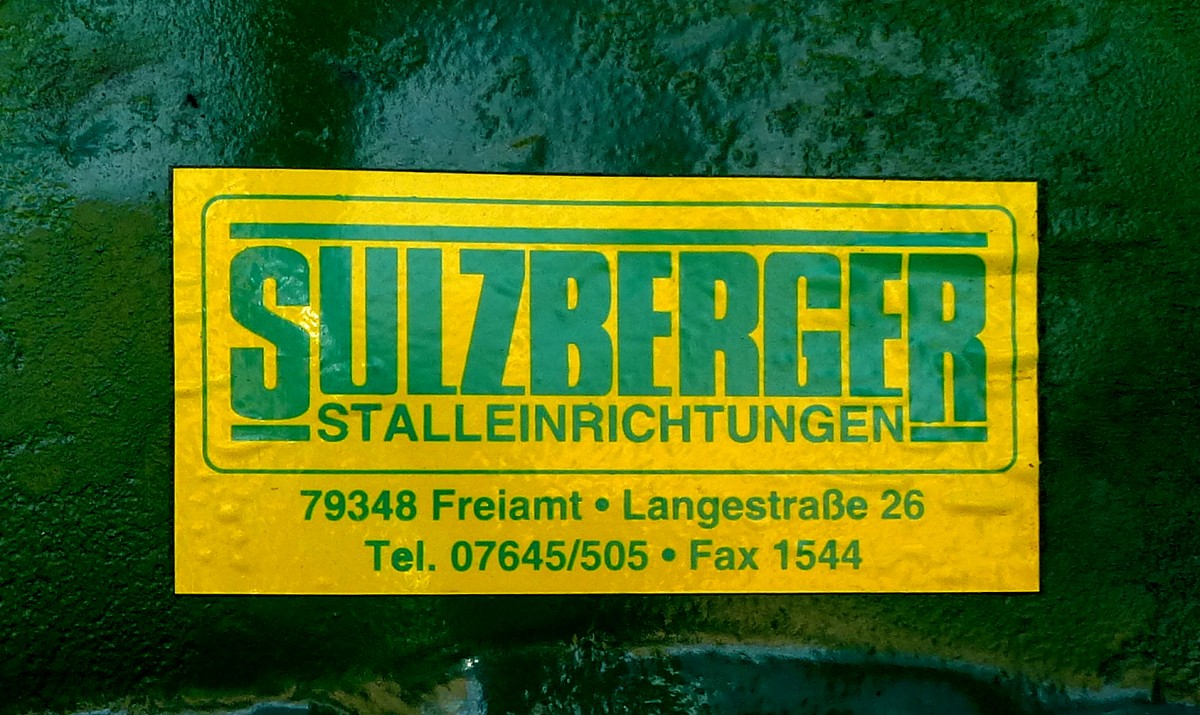 SULZBERGER
STALLEINRICHTUNGEN
79348 Freiamt • Langestraße 26
Tel. 07645/505 • Fax 1544